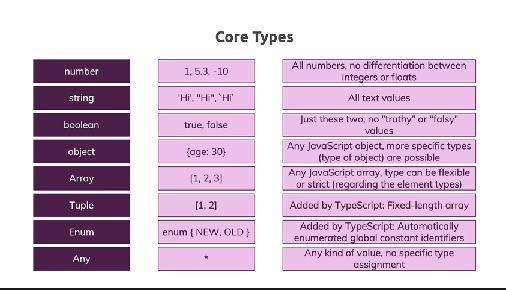 Core Types
number
1, 5.3, -10
All numbers, no differentiation between
integers or floats
string
'Hi', "Hi", `Hi`
All text values
boolean
true, false
Just these two, no "truthy" or "falsy"
values
object
{age: 30}
Any JavaScript object, more specific types
(type of object) are possible
Array
[1, 2, 3]
Any JavaScript array, type can be flexible
or strict (regarding the element types)
Tuple
[1, 2]
Added by TypeScript: Fixed-length array
Enum
enum { NEW, OLD }
Added by TypeScript: Automatically
enumerated global constant identifiers
Any
*
Any kind of value, no specific type
assignment